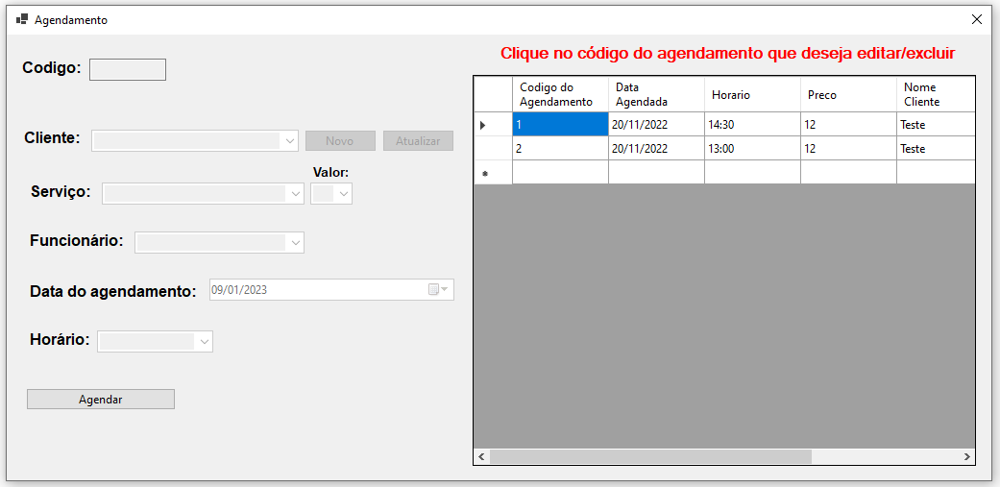 Agendamento
Clique no código do agendamento que deseja editar/excluir
Codigo:
Cliente:
Novo
Atualizar
Valor:
Serviço:
Funcionário:
Data do agendamento:
09/01/2023
Horário:
Agendar
Codigo do Agendamento Data Agendada Horario Preco Nome Cliente
1 20/11/2022 14:30 12 Teste
2 20/11/2022 13:00 12 Teste